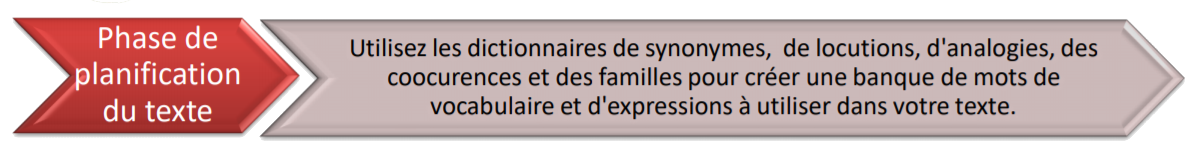 Phase de
planification
du texte
Utilisez les dictionnaires de synonymes,  de locutions, d'analogies, des
coocurences et des familles pour créer une banque de mots de
vocabulaire et d'expressions à utiliser dans votre texte.